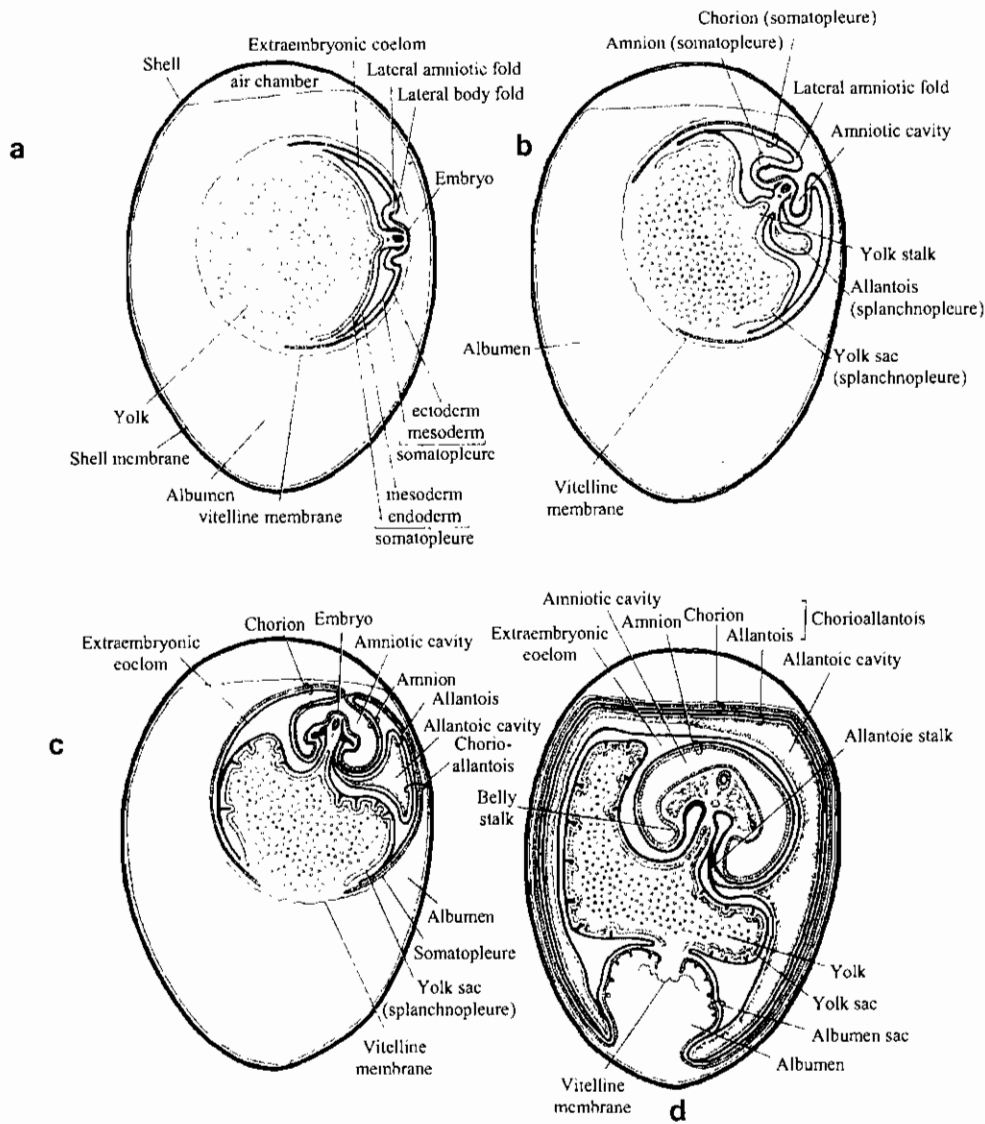 a
Extraembryonic coelom
Shell
air chamber
Lateral amniotic fold
Lateral body fold
Embryo
Yolk
Shell membrane
Albumen
vitelline membrane
ectoderm
mesoderm
somatopleure
mesoderm
endoderm
somatopleure
b
Chorion (somatopleure)
Amnion (somatopleure)
Lateral amniotic fold
Amniotic cavity
Yolk stalk
Allantois
(splanchnopleure)
Albumen
Yolk sac
(splanchnopleure)
Vitelline
membrane
c
Extraembryonic
coelom
Chorion
Embryo
Amniotic cavity
Amnion
Allantois
Allantoic cavity
Chorio-
allantois
Albumen
Somatopleure
Yolk sac
(splanchnopleure)
Vitelline
membrane
Amniotic cavity
Extraembryonic
coelom
Amnion
Chorion
Allantois
Chorioallantois
Allantoic cavity
Allantoie stalk
Belly
stalk
Yolk
Yolk sac
Albumen sac
Albumen
Vitelline
membrane
d